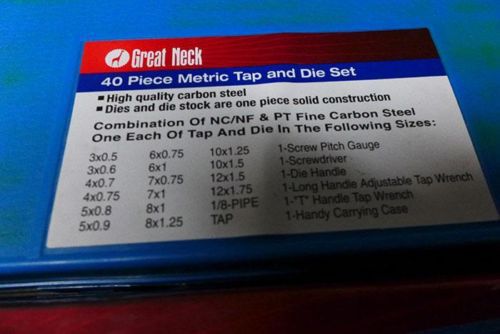 Great Neck
40 Piece Metric Tap and Die Set
High quality carbon steel
Dies and die stock are one piece solid construction
Combination Of NC/NF & PT Fine Carbon Steel
One Each Of Tap And Die In The Following Sizes:
3x0.5 6x0.75 10x1.25 1-Screw Pitch Gauge
3x0.6 6x1 10x1.5 1-Screwdriver
4x0.7 7x0.75 12x1.5 1-Die Handle
4x0.75 7x1 12x1.75 1-Long Handle Adjustable Tap Wrench
5x0.8 8x1 1/8-PIPE 1-"T" Handle Tap Wrench
5x0.9 8x1.25 TAP 1-Handy Carrying Case